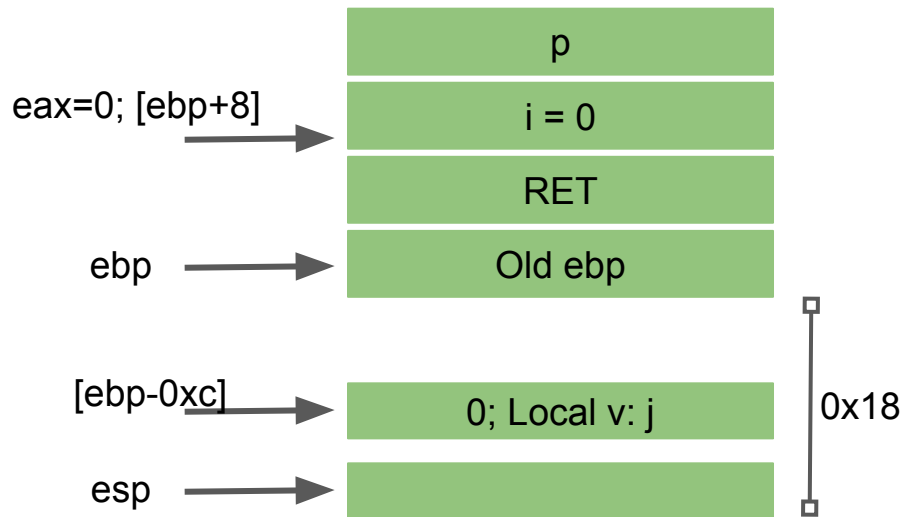 p
eax=0; [ebp+8]
i = 0
RET
ebp
Old ebp
[ebp-0xc]
0; Local v: j
0x18
esp